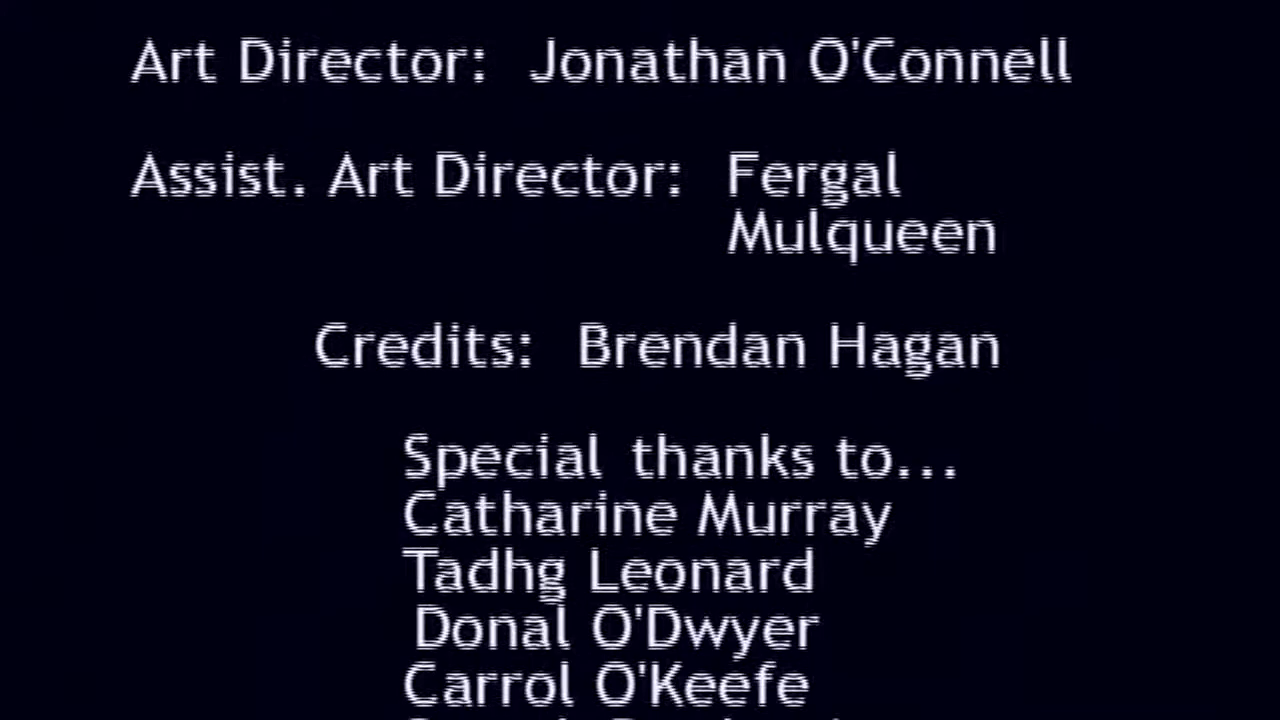 Art Director: Jonathan O'Connell
Assist. Art Director: Fergal
Mulqueen
Credits: Brendan Hagan
Special thanks to...
Catharine Murray
Tadhg Leonard
Donal O'Dwyer
Carrol O'Keefe